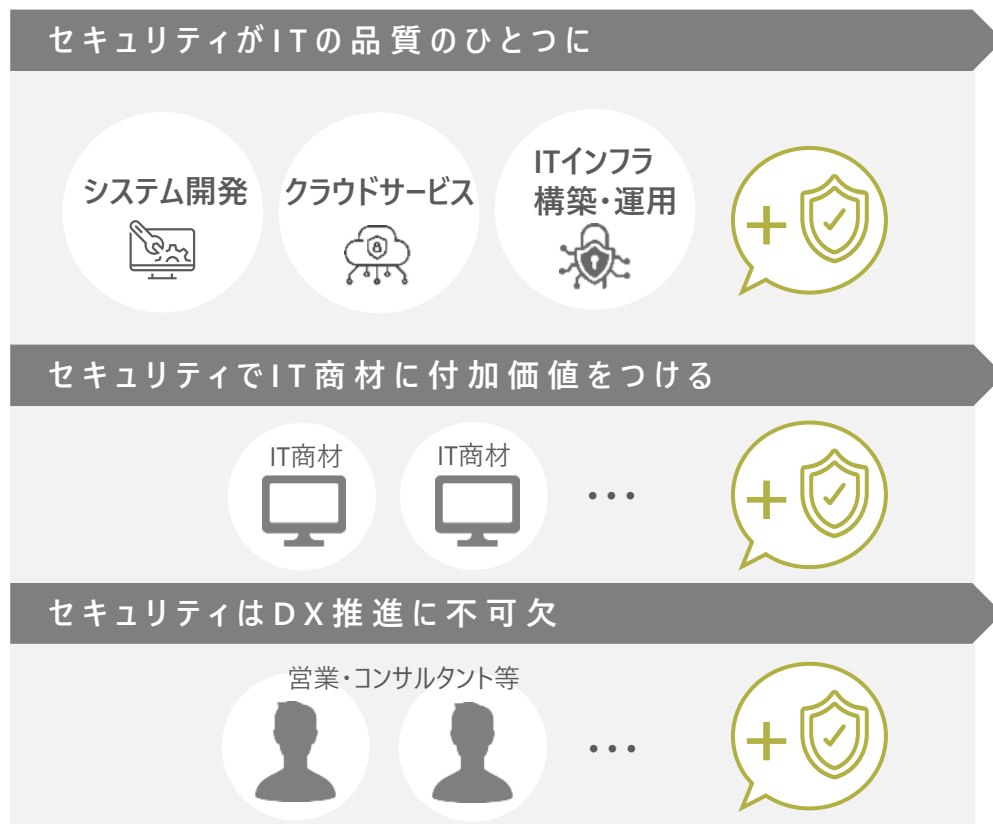 セキュリティがITの品質のひとつに
システム開発
クラウドサービス
ITインフラ
構築・運用
+
セキュリティでIT商材に付加価値をつける
IT商材
IT商材
・・・
+
セキュリティはDX推進に不可欠
営業・コンサルタント等
・・・
+